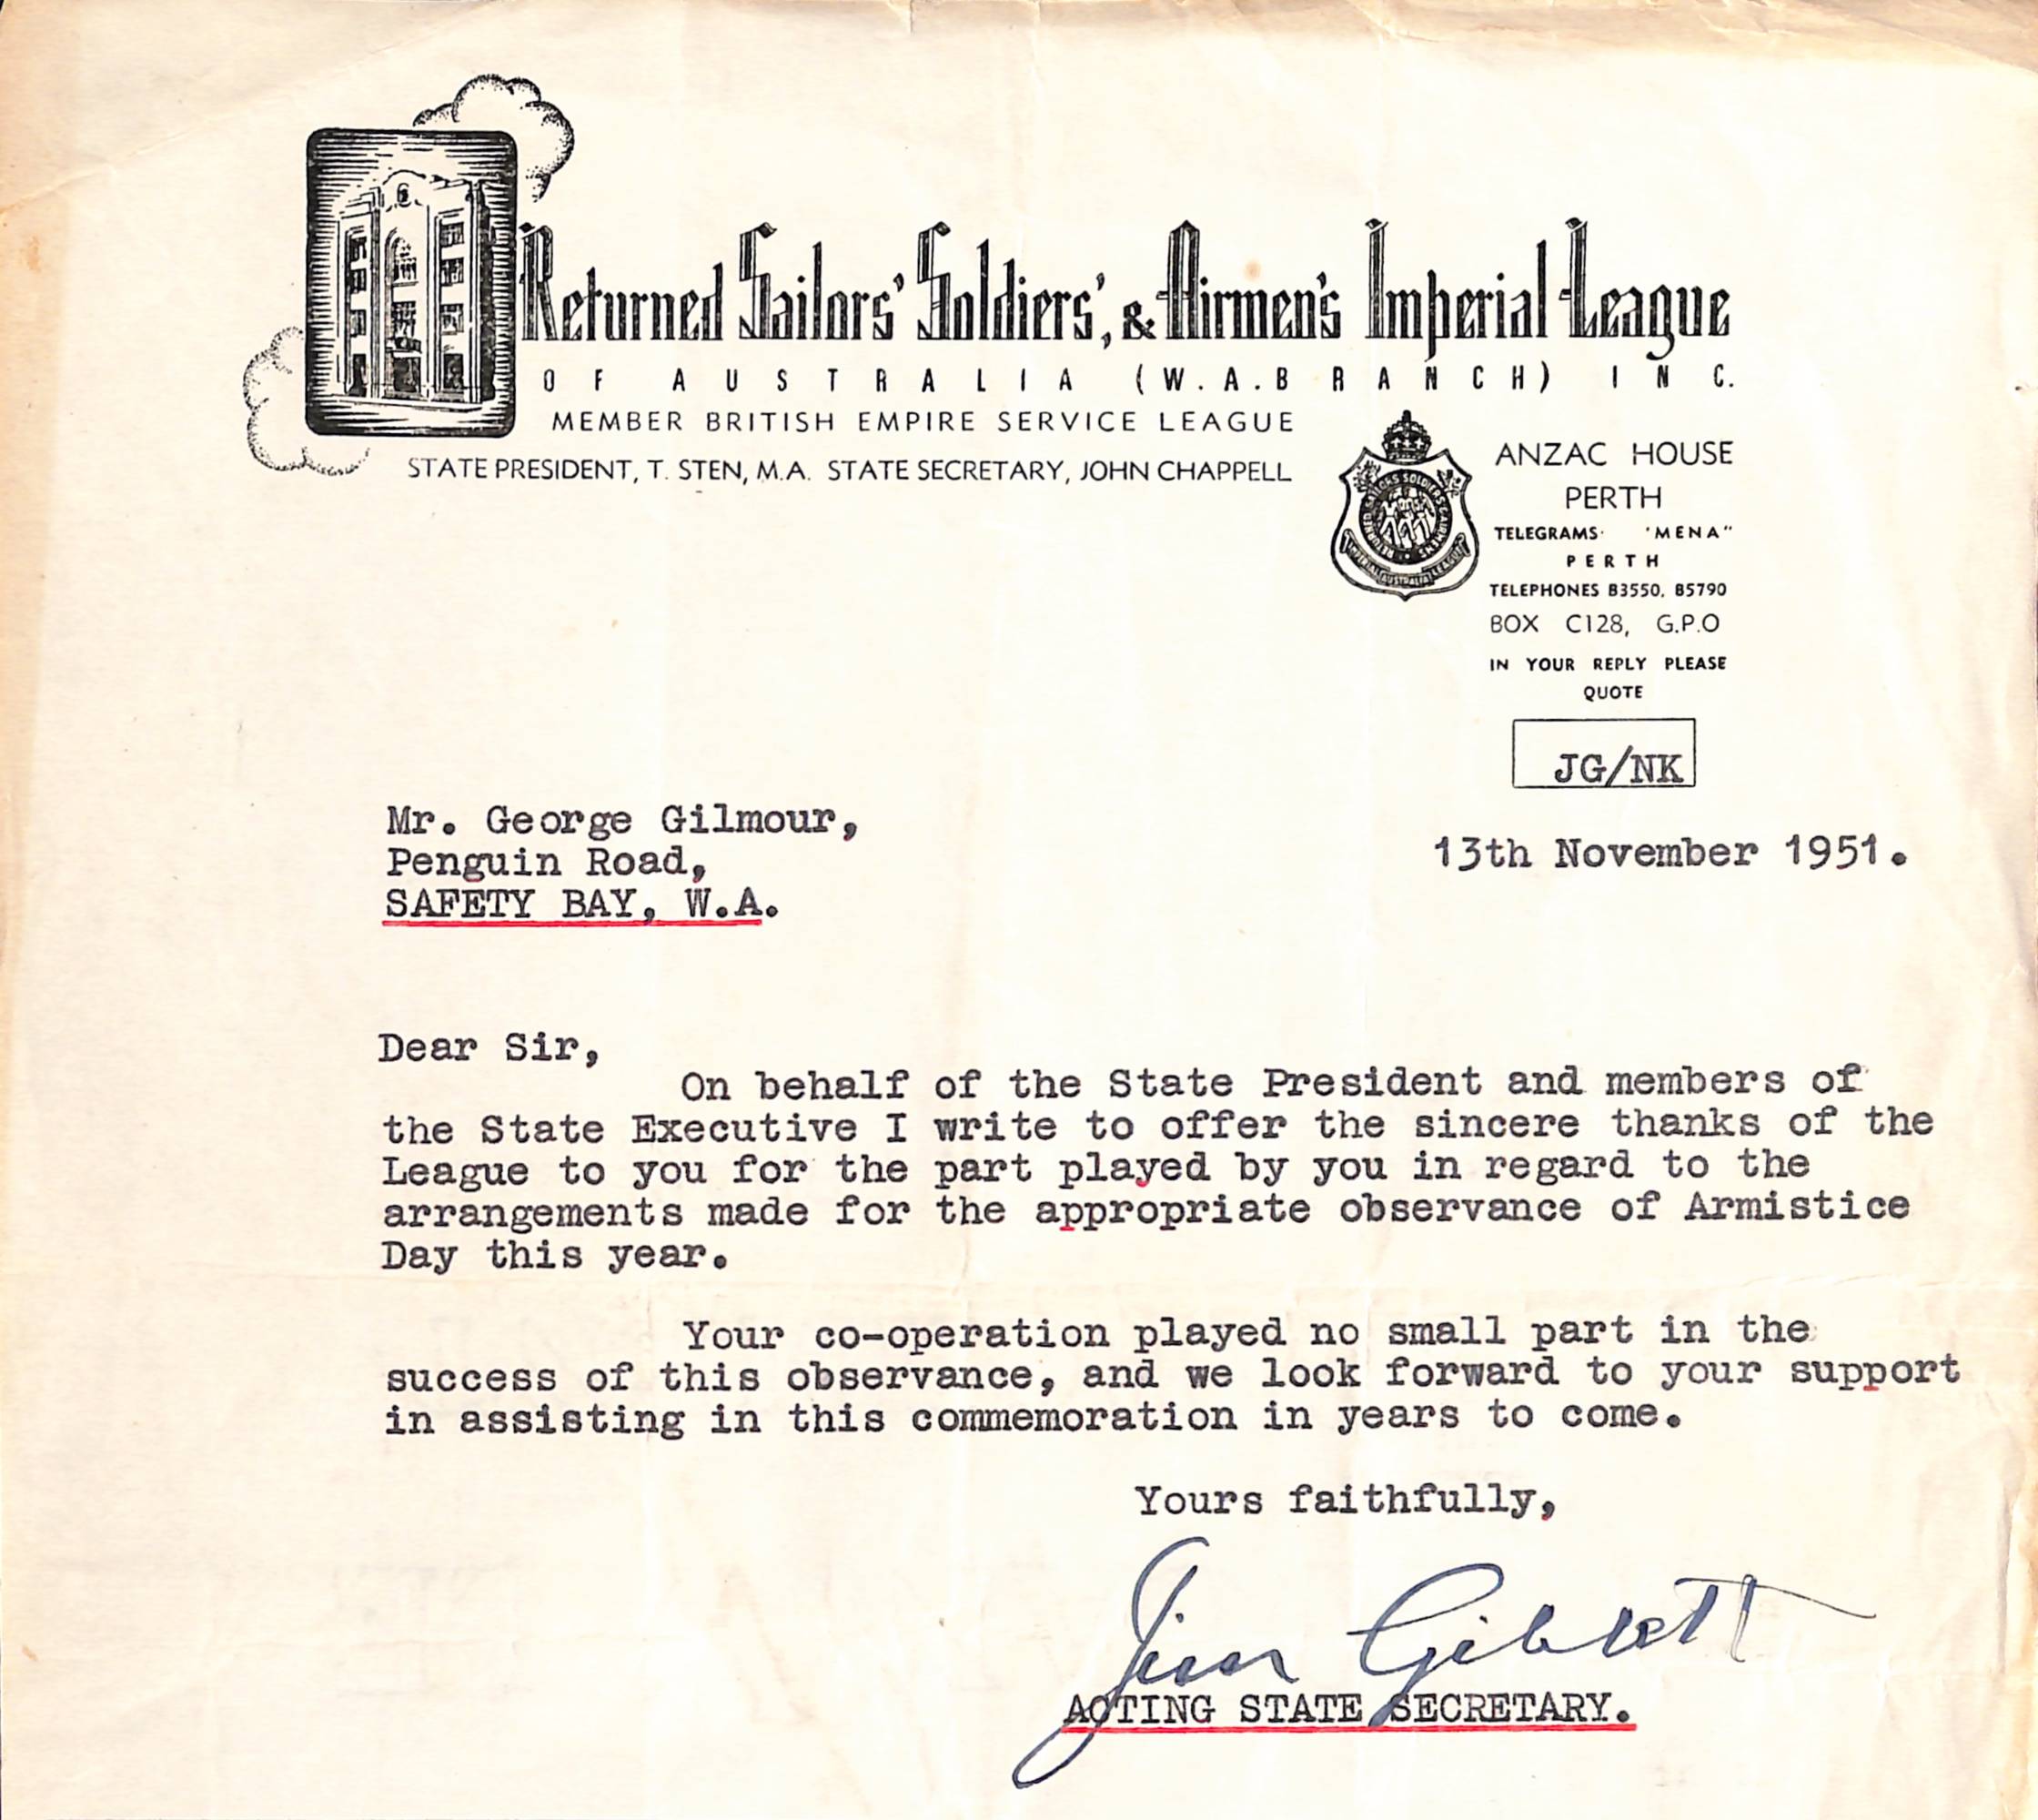 Returned Sailors' Soldiers', & Airmen's Imperial League
OF AUSTRALIA (W.A.BRANCH) INC.
MEMBER BRITISH EMPIRE SERVICE LEAGUE
STATE PRESIDENT, T. STEN, M.A. STATE SECRETARY, JOHN CHAPPELL
ANZAC HOUSE
PERTH
TELEGRAMS· 'MENA"
PERTH
TELEPHONES B3550, B5790
BOX C128, G.P.O
IN YOUR REPLY PLEASE
QUOTE
JG/NK
Mr. George Gilmour,
Penguin Road,
SAFETY BAY, W.A.
13th November 1951.
Dear Sir,
On behalf of the State President and members of
the State Executive I write to offer the sincere thanks of the
League to you for the part played by you in regard to the
arrangements made for the appropriate observance of Armistice
Day this year.
Your co-operation played no small part in the
success of this observance, and we look forward to your support
in assisting in this commemoration in years to come.
Yours faithfully,
ACTING STATE SECRETARY.